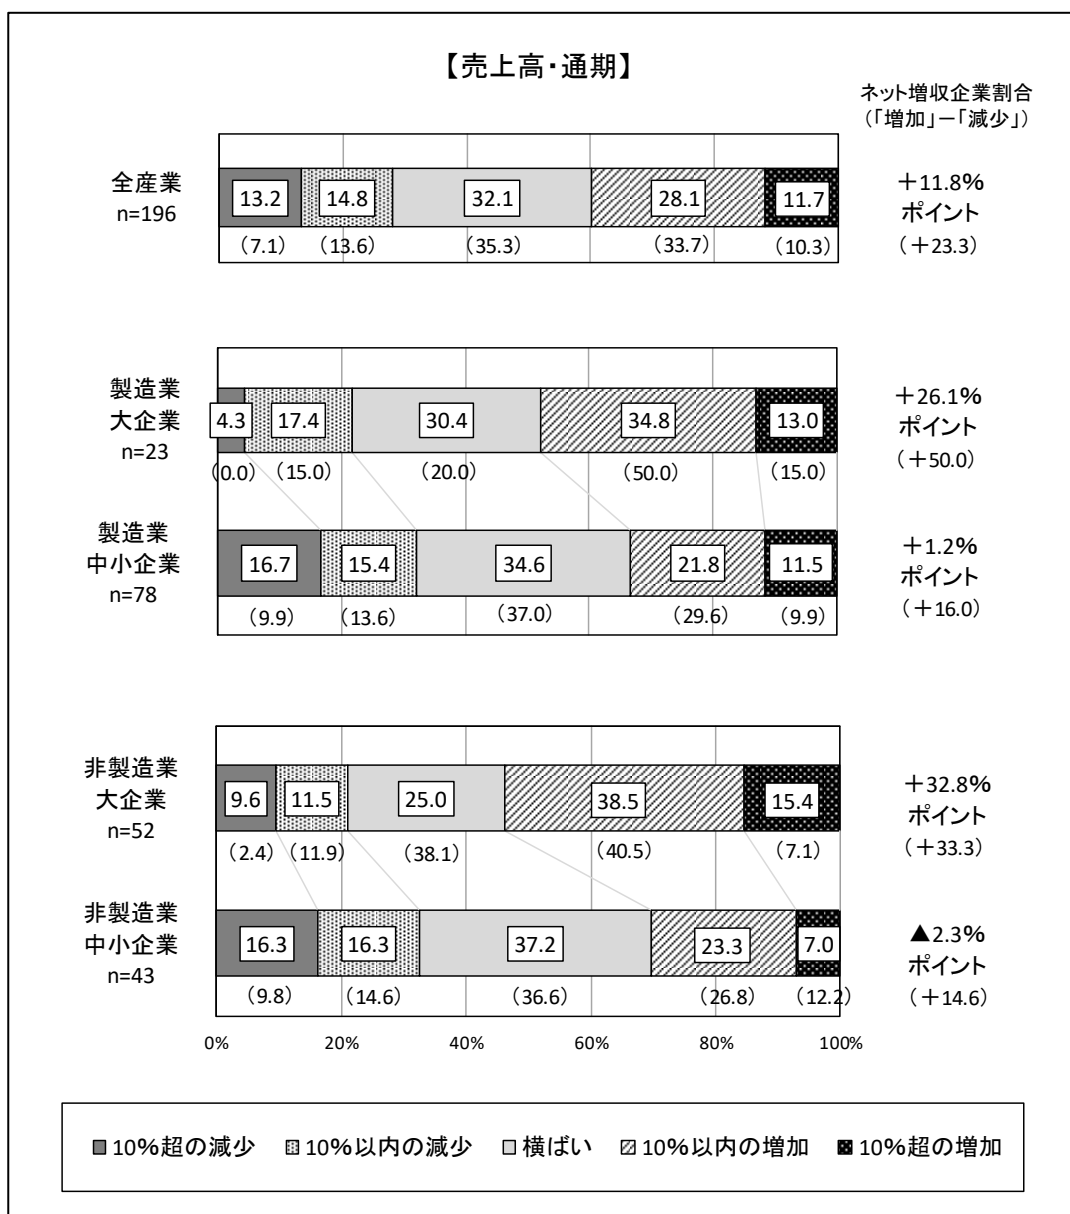 【売上高・通期】
ネット増収企業割合
（「増加」－「減少」）
全産業
n=196
13.2 14.8 32.1 28.1 11.7
（7.1） （13.6） （35.3） （33.7） （10.3）
＋11.8%
ポイント
（＋23.3）
製造業
大企業
n=23
4.3 17.4 30.4 34.8 13.0
（0.0） （15.0） （20.0） （50.0） （15.0）
＋26.1%
ポイント
（＋50.0）
製造業
中小企業
n=78
16.7 15.4 34.6 21.8 11.5
（9.9） （13.6） （37.0） （29.6） （9.9）
＋1.2%
ポイント
（＋16.0）
非製造業
大企業
n=52
9.6 11.5 25.0 38.5 15.4
（2.4） （11.9） （38.1） （40.5） （7.1）
＋32.8%
ポイント
（＋33.3）
非製造業
中小企業
n=43
16.3 16.3 37.2 23.3 7.0
（9.8） （14.6） （36.6） （26.8） （12.2）
▲2.3%
ポイント
（＋14.6）
0% 20% 40% 60% 80% 100%
10%超の減少 10%以内の減少 横ばい 10%以内の増加 10%超の増加